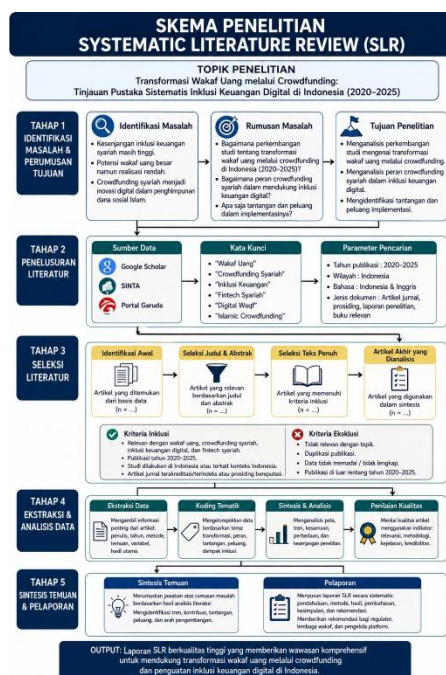 SKEMA PENELITIAN
SYSTEMATIC LITERATURE REVIEW (SLR)
TOPIK PENELITIAN
Transformasi Wakaf Uang melalui Crowdfunding:
Tinjauan Pustaka Sistematis Inklusi Keuangan Digital di Indonesia (2020–2025)
TAHAP 1
IDENTIFIKASI
MASALAH &
PERUMUSAN
TUJUAN
Identifikasi Masalah
• Kesenjangan inklusi keuangan
syariah masih tinggi.
• Potensi wakaf uang besar
namun realisasi rendah.
• Crowdfunding syariah menjadi
inovasi digital dalam penghimpunan
dana sosial Islam.
Rumusan Masalah
• Bagaimana perkembangan
studi tentang transformasi
wakaf uang melalui crowdfunding
di Indonesia (2020–2025)?
• Bagaimana peran crowdfunding
syariah dalam mendukung inklusi
keuangan digital?
• Apa saja tantangan dan peluang
dalam implementasinya?
Tujuan Penelitian
• Menganalisis perkembangan
studi mengenai transformasi
wakaf uang melalui crowdfunding.
• Menganalisis peran crowdfunding
syariah dalam inklusi keuangan
digital.
• Mengidentifikasi tantangan dan
peluang implementasi.
TAHAP 2
PENELUSURAN
LITERATUR
Sumber Data
Google Scholar
SINTA
Portal Garuda
Kata Kunci
• "Wakaf Uang"
• "Crowdfunding Syariah"
• "Inklusi Keuangan"
• "Fintech Syariah"
• "Digital Waqf"
• "Islamic Crowdfunding"
Parameter Pencarian
• Tahun publikasi : 2020–2025
• Wilayah : Indonesia
• Bahasa : Indonesia & Inggris
• Jenis dokumen : Artikel jurnal,
prosiding, laporan penelitian,
buku relevan
TAHAP 3
SELEKSI
LITERATUR
Identifikasi Awal
Artikel yang ditemukan
dari basis data
(n = ...)
Seleksi Judul & Abstrak
Artikel yang relevan
berdasarkan judul
dan abstrak
(n = ...)
Seleksi Teks Penuh
Artikel yang memenuhi
kriteria inklusi
(n = ...)
Artikel Akhir yang
Dianalisis
Artikel yang digunakan
dalam sintesis
(n = ...)
Kriteria Inklusi
• Relevan dengan wakaf uang, crowdfunding syariah,
inklusi keuangan digital, dan fintech syariah.
• Publikasi tahun 2020–2025.
• Studi dilakukan di Indonesia atau terkait konteks Indonesia.
• Artikel jurnal terakreditasi/terindeks atau prosiding bereputasi.
Kriteria Eksklusi
• Tidak relevan dengan topik.
• Duplikasi publikasi.
• Data tidak memadai / tidak lengkap.
• Publikasi di luar rentang tahun 2020–2025.
TAHAP 4
EKSTRAKSI &
ANALISIS DATA
Ekstraksi Data
Mengambil informasi
penting dari artikel:
penulis, tahun, metode,
temuan, variabel,
hasil utama.
Koding Tematik
Mengelompokkan data
berdasarkan tema:
transformasi, peran,
tantangan, peluang,
dampak inklusi.
Sintesis & Analisis
Menganalisis pola,
tren, kesamaan,
perbedaan, dan
kesenjangan penelitian.
Penilaian Kualitas
Menilai kualitas artikel
menggunakan indikator:
relevansi, metodologi,
kejelasan, kredibilitas.
TAHAP 5
SINTESIS TEMUAN
& PELAPORAN
Sintesis Temuan
Merumuskan jawaban atas rumusan masalah
berdasarkan hasil analisis literatur.
Mengidentifikasi tren, kontribusi, tantangan,
peluang, dan arah pengembangan.
Pelaporan
Menyusun laporan SLR secara sistematis:
pendahuluan, metode, hasil, pembahasan,
kesimpulan, dan rekomendasi.
Memberikan rekomendasi bagi regulator,
lembaga wakaf, dan pengelola platform.
OUTPUT: Laporan SLR berkualitas tinggi yang memberikan wawasan komprehensif
untuk mendukung transformasi wakaf uang melalui crowdfunding
dan penguatan inklusi keuangan digital di Indonesia.